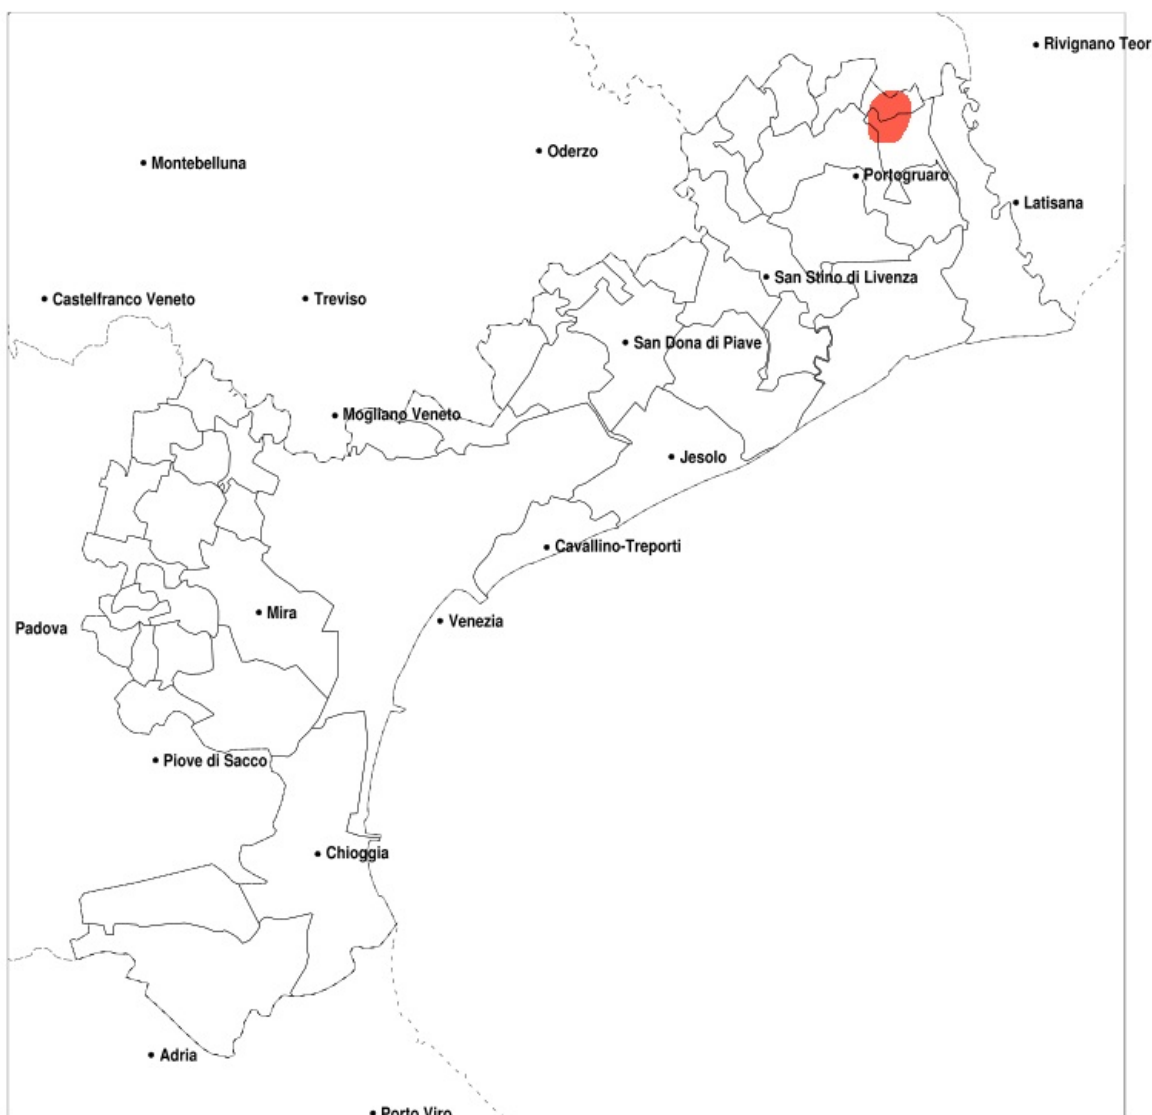 Rivignano Teor
Oderzo
Montebelluna
Portogruaro
Latisana
San Stino di Livenza
Castelfranco Veneto
Treviso
San Dona di Piave
Mogliano Veneto
Jesolo
Cavallino-Treporti
Mira
Venezia
Padova
Piove di Sacco
Chioggia
Adria
Porto Viro